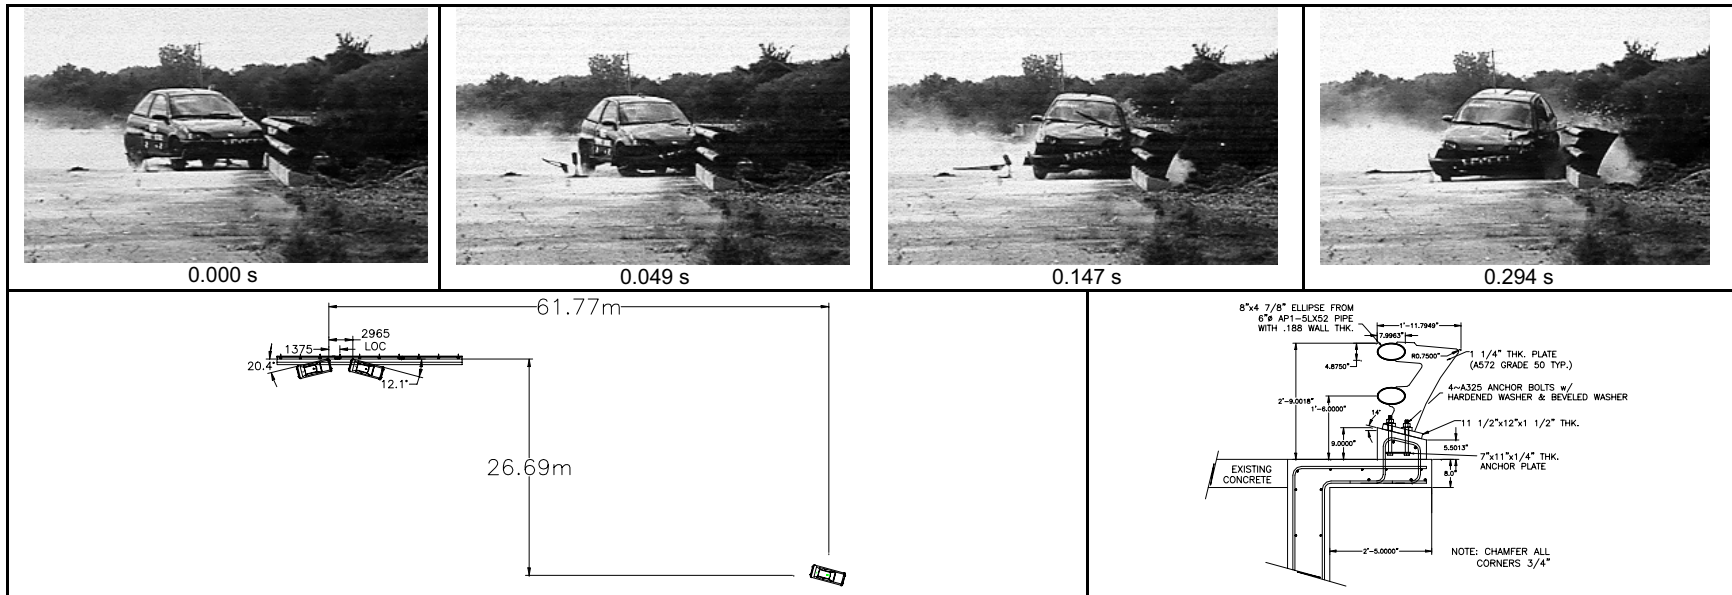 0.000 s
0.049 s
0.147 s
0.294 s
61.77m
2965
1375
LOC
20.4°
12.1°
26.69m
8"x4 7/8" ELLIPSE FROM
6"ø AP1-5LX52 PIPE
WITH .188 WALL THK.
1'-11.7949"
7.9963"
R0.7500"
1 1/4" THK. PLATE
(A572 GRADE 50 TYP.)
4.8750"
4~A325 ANCHOR BOLTS w/
HARDENED WASHER & BEVELED WASHER
2'-9.0018"
1'-6.0000"
14°
11 1/2"x12"x1 1/2" THK.
9.0000"
5.5013"
7"x11"x1/4" THK.
ANCHOR PLATE
8.0"
EXISTING
CONCRETE
2'-5.0000"
NOTE: CHAMFER ALL
CORNERS 3/4"